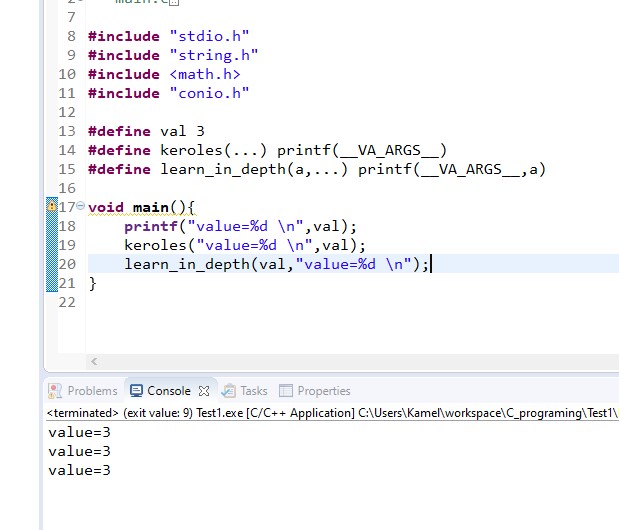 main.c
7
8 #include "stdio.h"
9 #include "string.h"
10 #include <math.h>
11 #include "conio.h"
12
13 #define val 3
14 #define keroles(...) printf(__VA_ARGS__)
15 #define learn_in_depth(a,...) printf(__VA_ARGS__,a)
16
17 void main(){
18 printf("value=%d \n",val);
19 keroles("value=%d \n",val);
20 learn_in_depth(val,"value=%d \n");
21 }
22
Problems Console Tasks Properties
<terminated> (exit value: 9) Test1.exe [C/C++ Application] C:\Users\Kamel\workspace\C_programing\Test1\
value=3
value=3
value=3